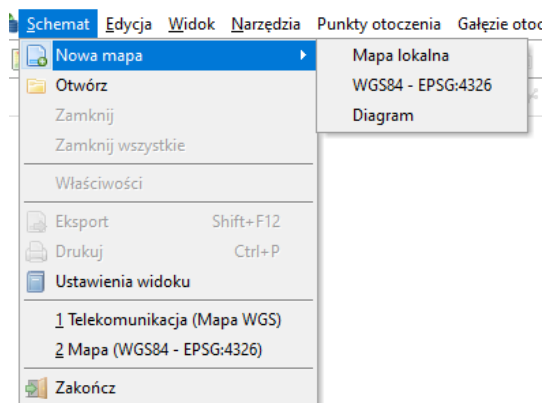 Schemat Edycja Widok Narzędzia Punkty otoczenia Gałęzie
Nowa mapa
Mapa lokalna
Otwórz
WGS84 - EPSG:4326
Zamknij
Diagram
Zamknij wszystkie
Właściwości
Eksport Shift+F12
Drukuj Ctrl+P
Ustawienia widoku
1 Telekomunikacja (Mapa WGS)
2 Mapa (WGS84 - EPSG:4326)
Zakończ